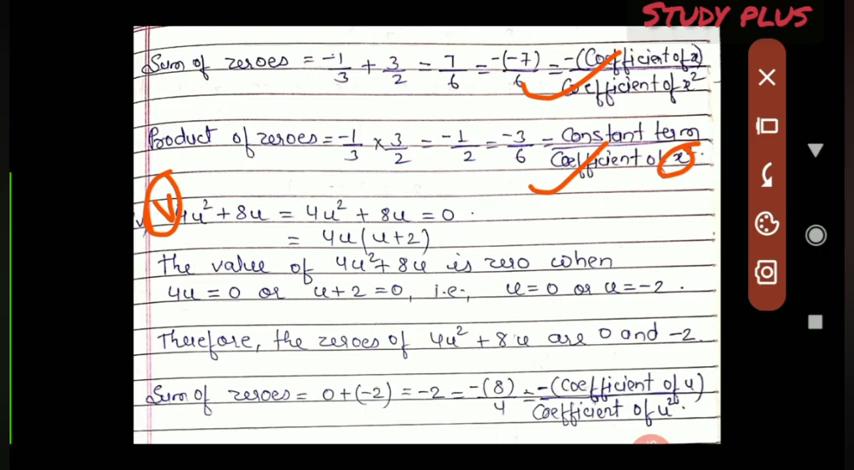 STUDY PLUS
Sum of zeroes = -1/3 + 3/2 = 7/6 = -(-7)/6 = -(Coefficient of x)/Coefficient of x²
Product of zeroes = -1/3 × 3/2 = -1/2 = -3/6 = Constant term/Coefficient of x²
V 4u² + 8u = 4u² + 8u = 0
= 4u(u+2)
The value of 4u² + 8u is zero when
4u = 0 or u + 2 = 0, i.e., u = 0 or u = -2.
Therefore, the zeroes of 4u² + 8u are 0 and -2.
Sum of zeroes = 0 + (-2) = -2 = -(8)/4 = -(Coefficient of u)/Coefficient of u².